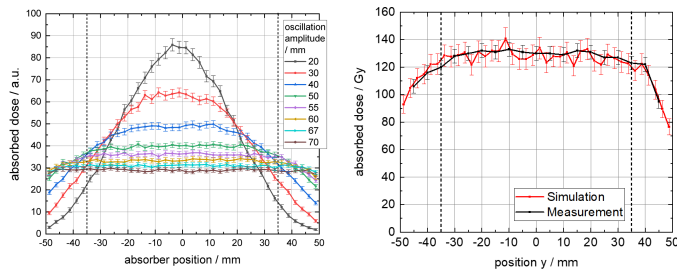 absorbed dose / a.u.
100
90
80
70
60
50
40
30
20
10
0
-50 -40 -30 -20 -10 0 10 20 30 40 50
absorber position / mm
oscillation
amplitude
/ mm
20
30
40
50
55
60
67
70
absorbed dose / Gy
160
140
120
100
80
60
40
20
0
-50 -40 -30 -20 -10 0 10 20 30 40 50
position y / mm
Simulation
Measurement